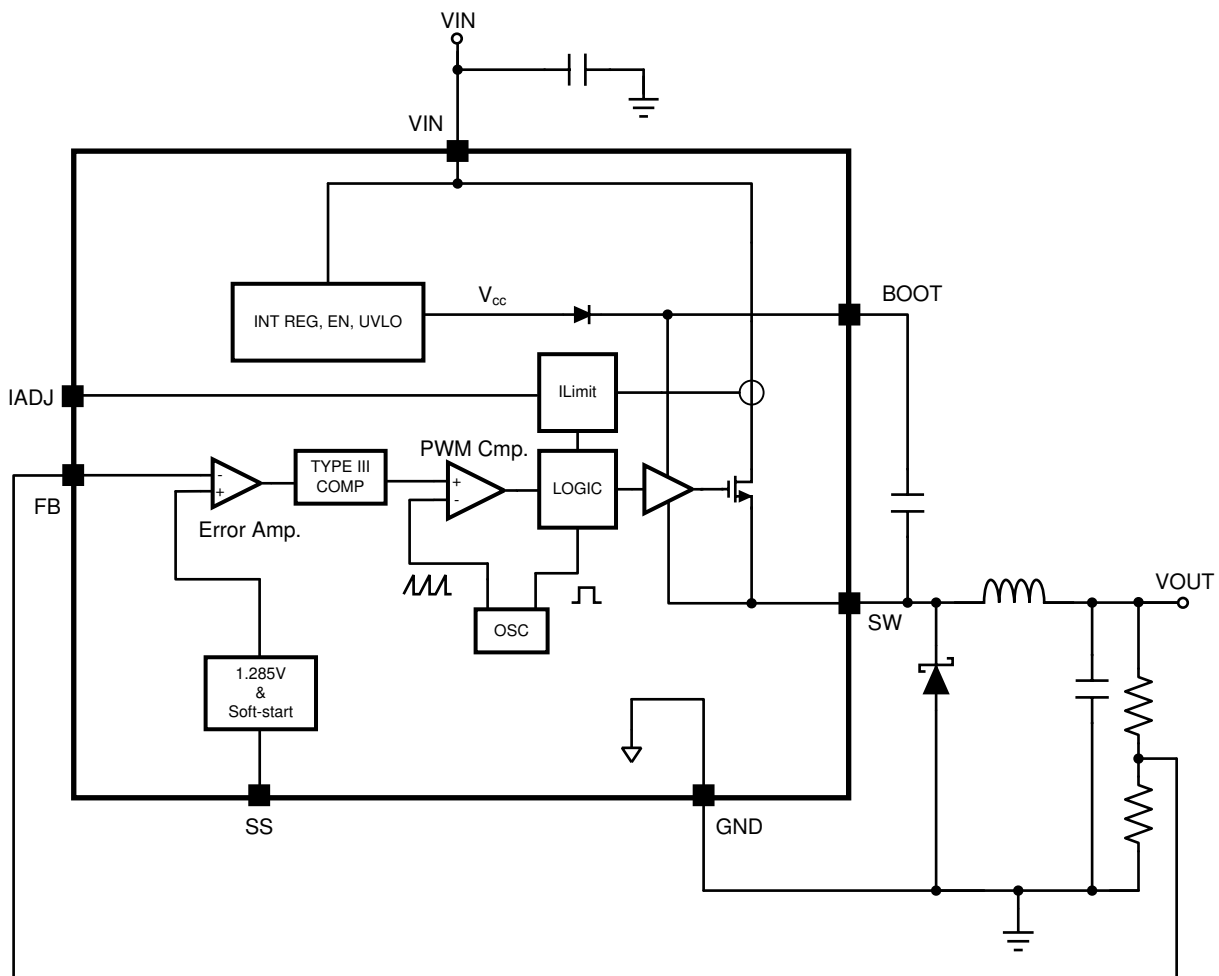 VIN
VIN
BOOT
V_cc
INT REG, EN, UVLO
IADJ
ILimit
PWM Cmp.
FB
-
+
TYPE III
COMP
+
-
LOGIC
Error Amp.
OSC
SW
VOUT
1.285V
&
Soft-start
SS
GND